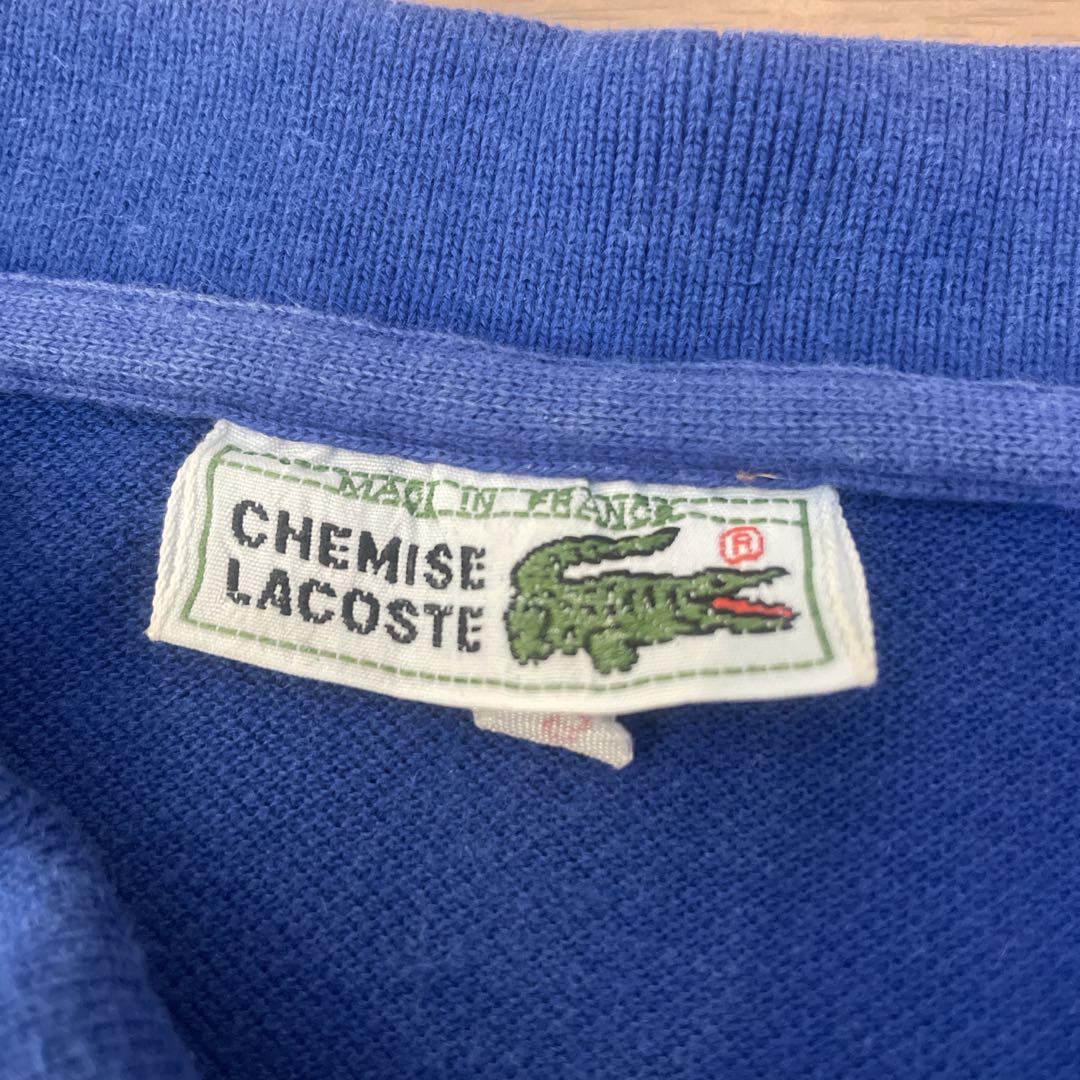 MADE IN FRANCE
CHEMISE
LACOSTE
®